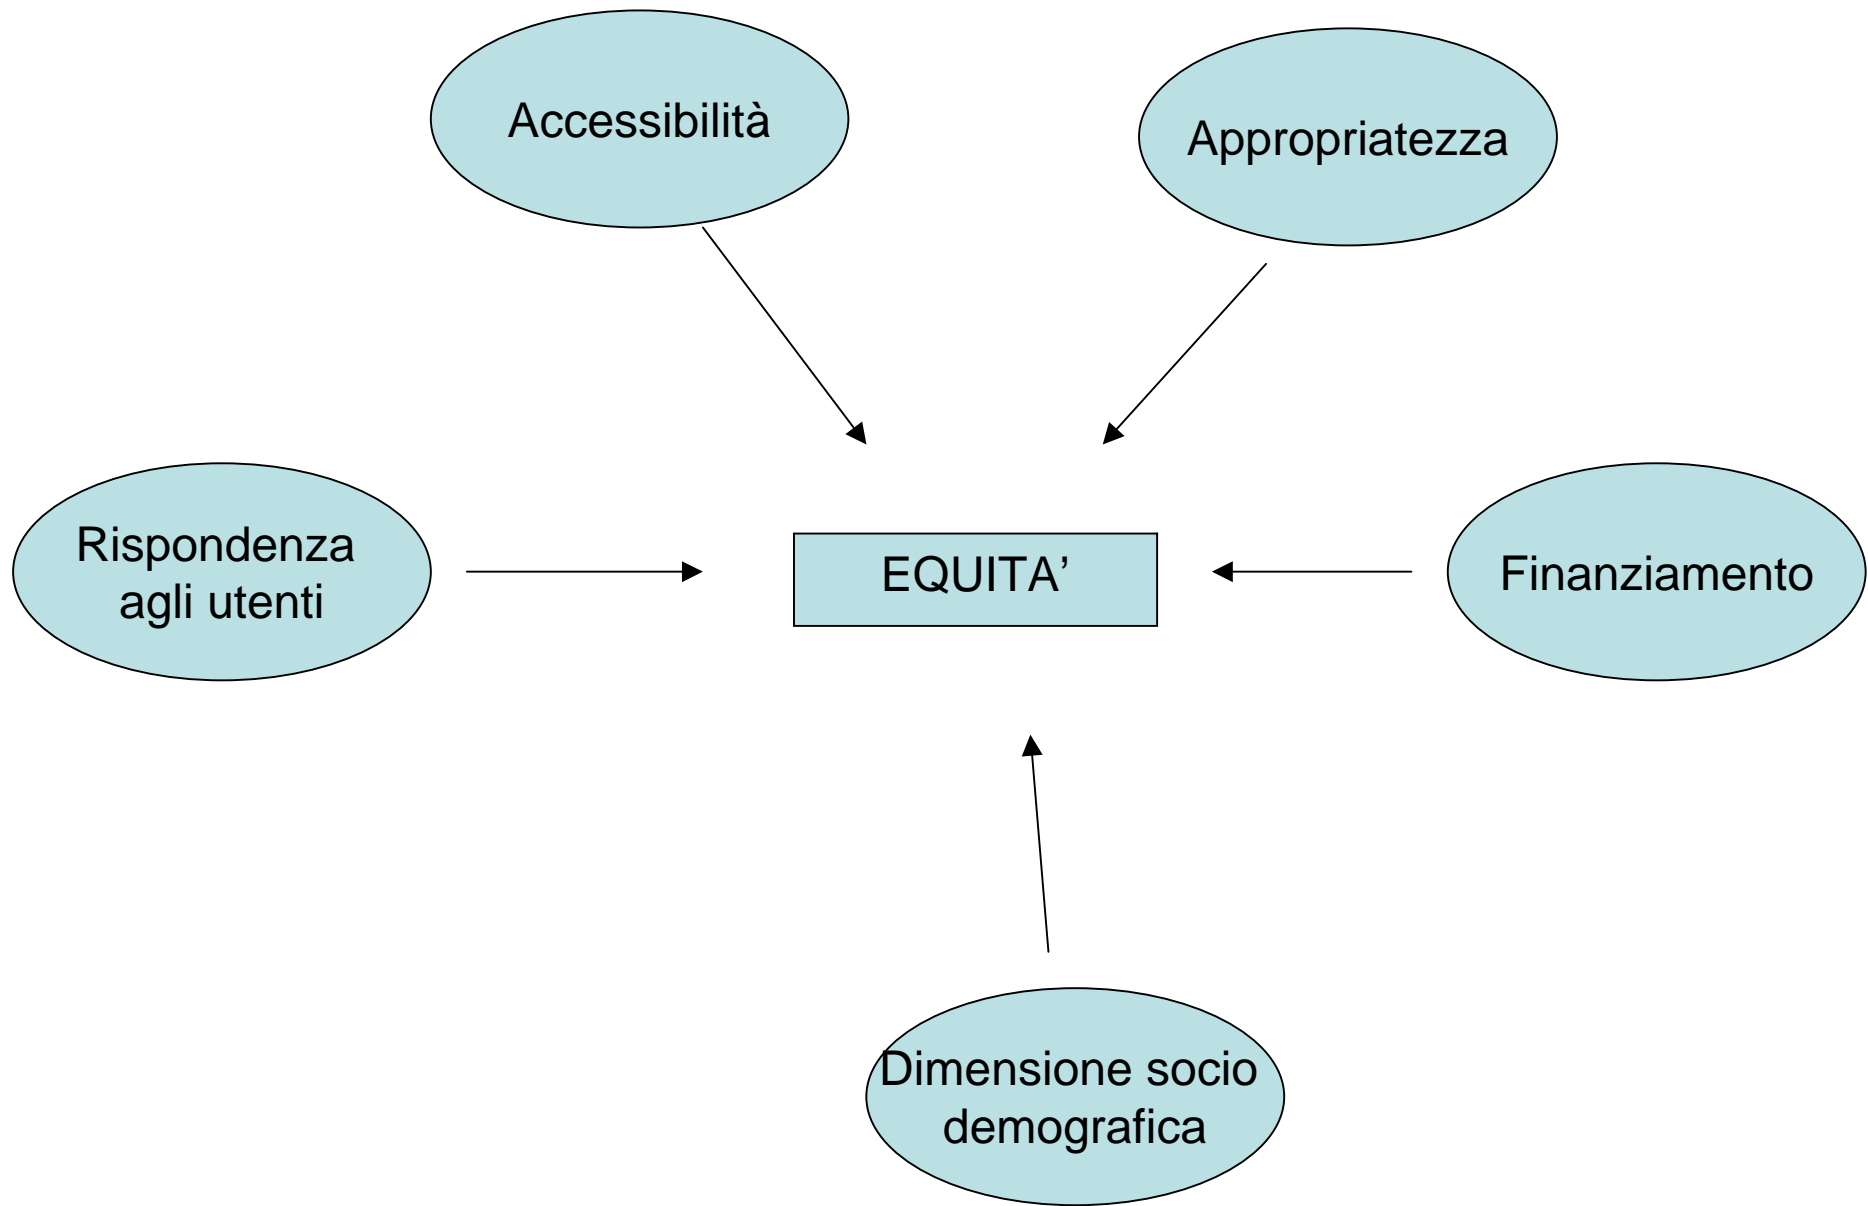 Accessibilità
Appropriatezza
Rispondenza
agli utenti
EQUITA’
Finanziamento
Dimensione socio
demografica